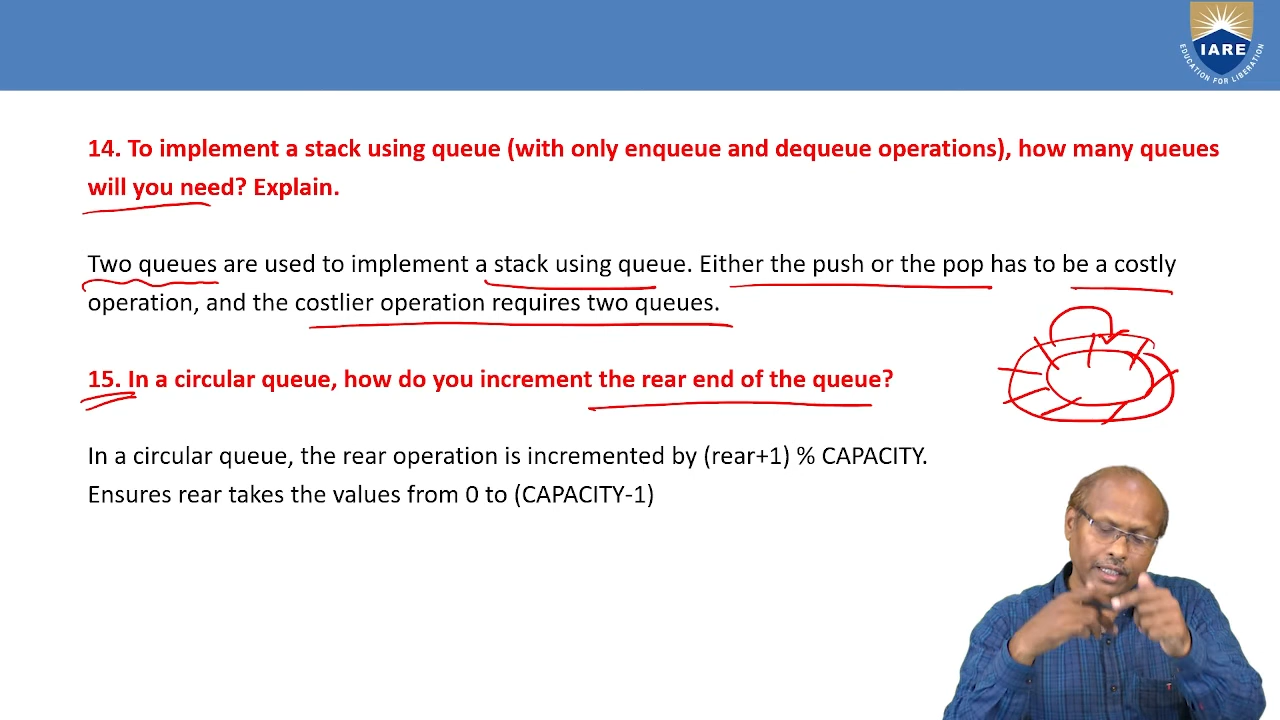 IARE
EDUCATION FOR LIBERATION
14. To implement a stack using queue (with only enqueue and dequeue operations), how many queues
will you need? Explain.
Two queues are used to implement a stack using queue. Either the push or the pop has to be a costly
operation, and the costlier operation requires two queues.
15. In a circular queue, how do you increment the rear end of the queue?
In a circular queue, the rear operation is incremented by (rear+1) % CAPACITY.
Ensures rear takes the values from 0 to (CAPACITY-1)